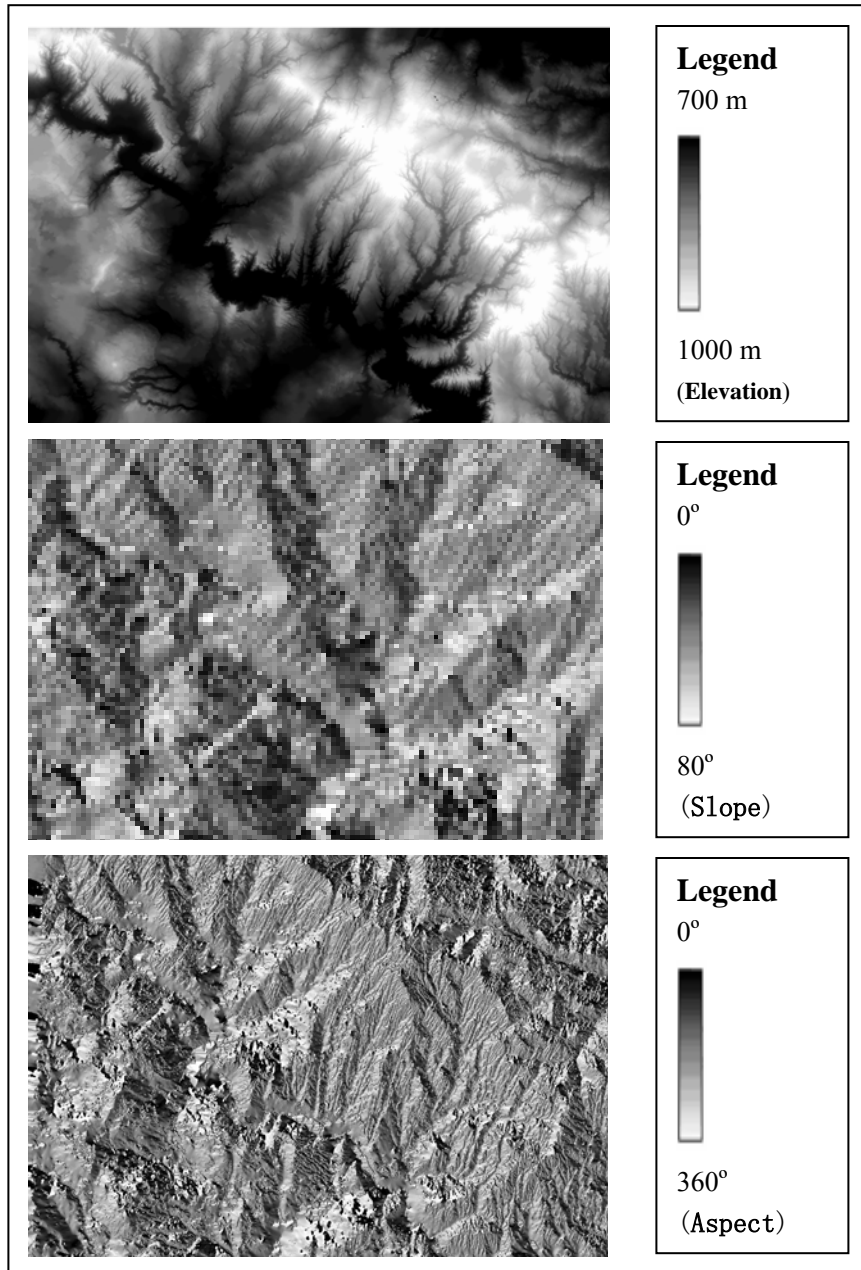 Legend
700 m
1000 m
(Elevation)
Legend
0º
80º
(Slope)
Legend
0º
360º
(Aspect)